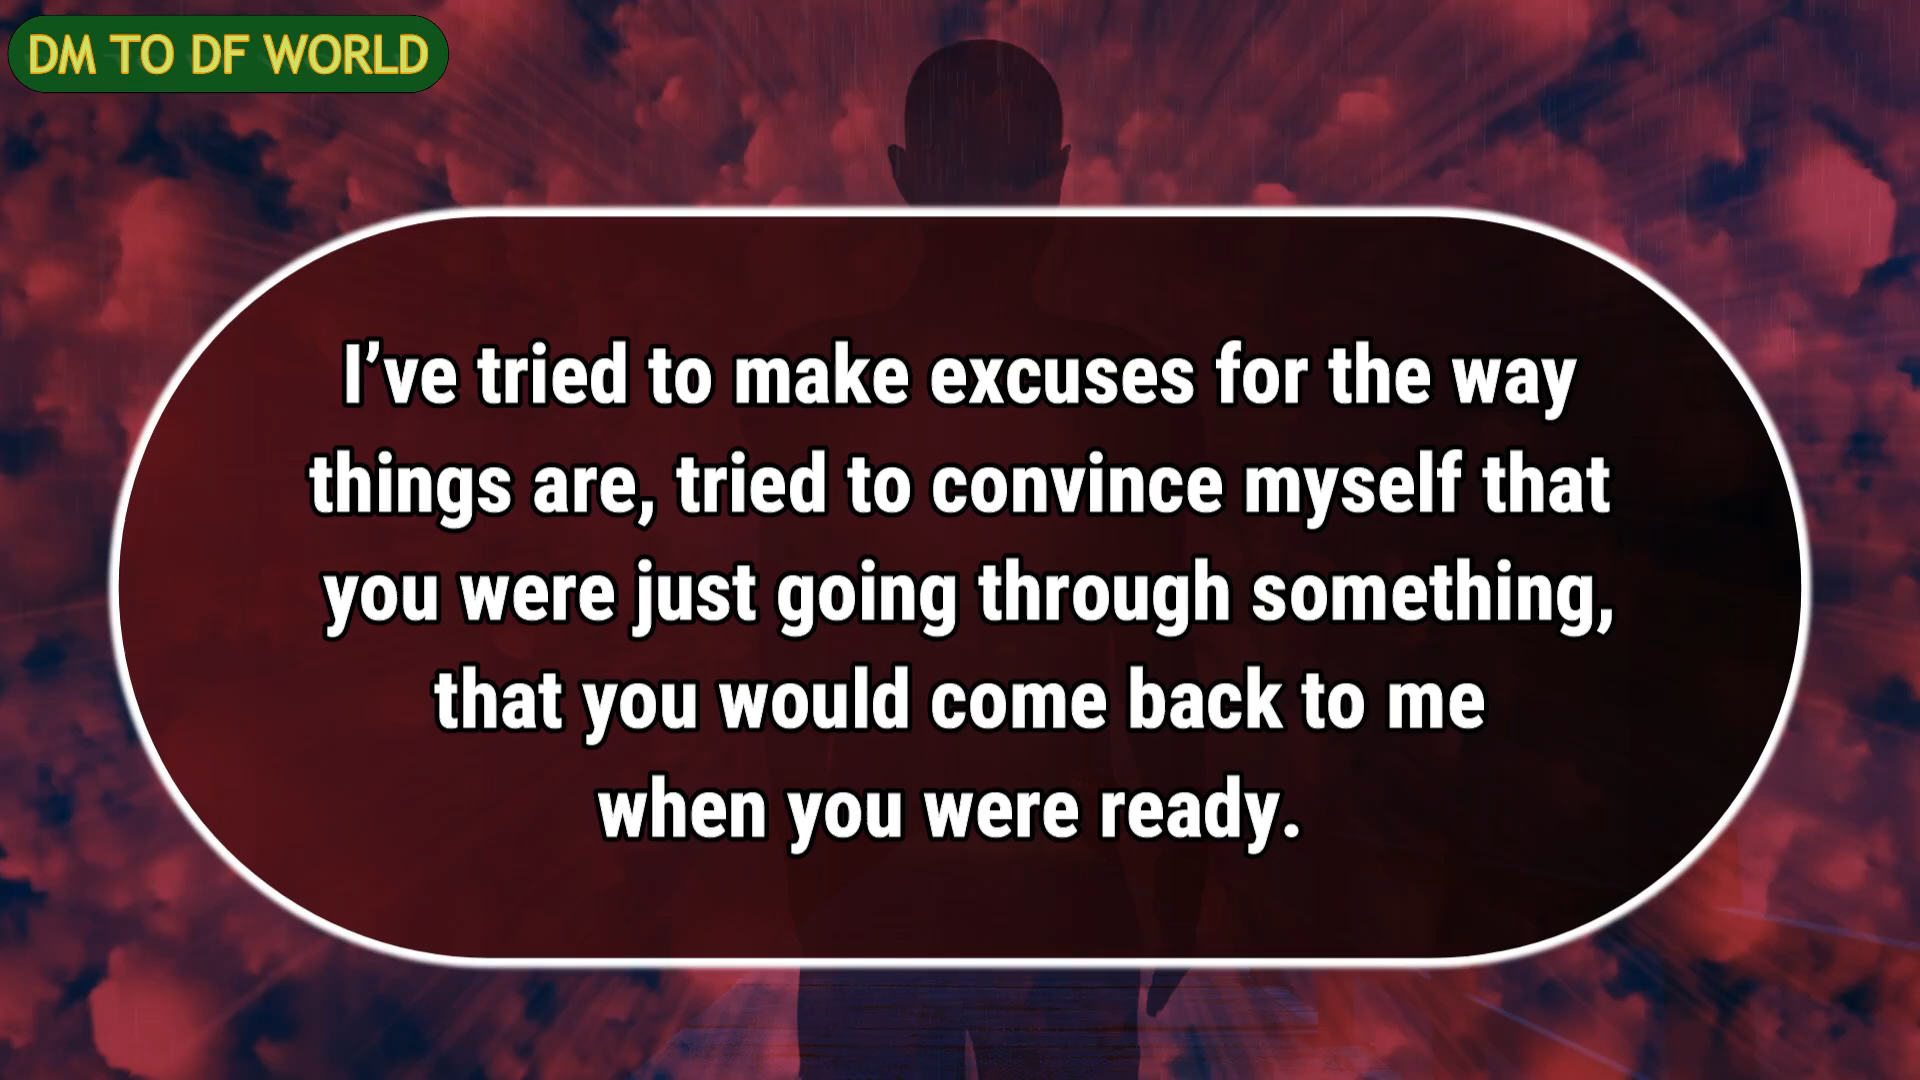 DM TO DF WORLD
I’ve tried to make excuses for the way
things are, tried to convince myself that
you were just going through something,
that you would come back to me
when you were ready.